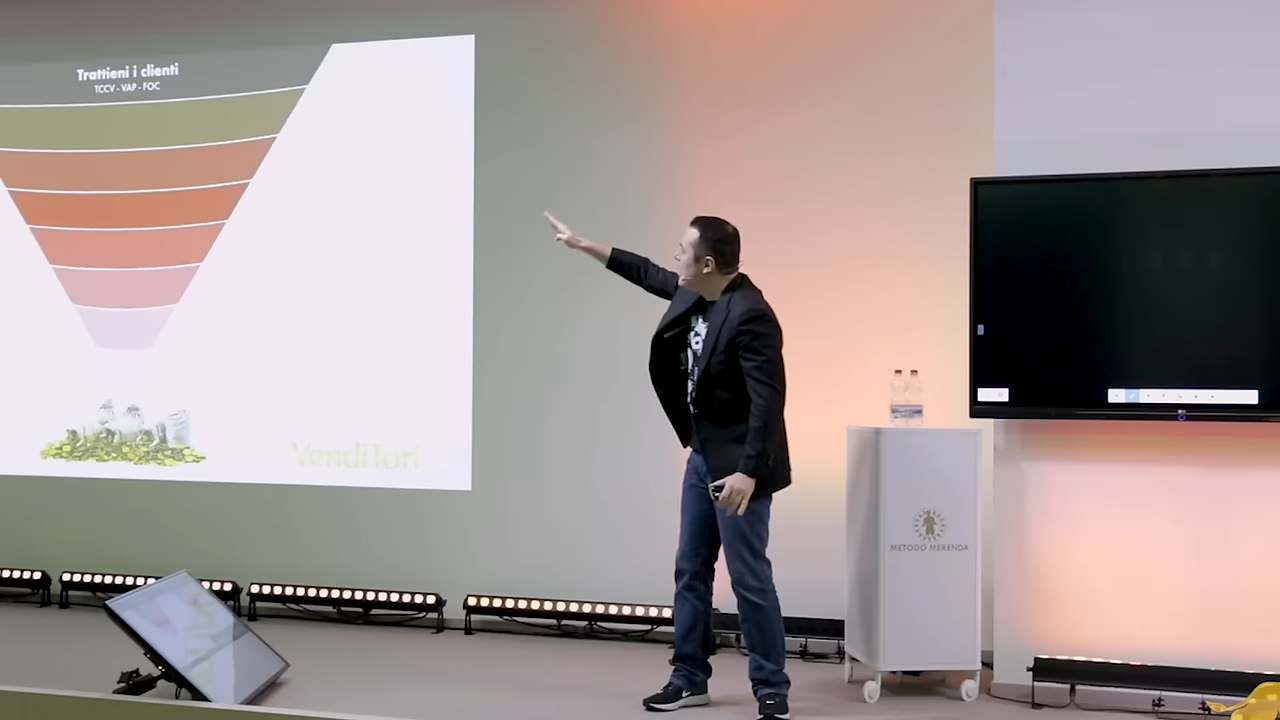 Trattieni i clienti
TCCV - VAP - FOC
VendiTori
METODO MERENDA